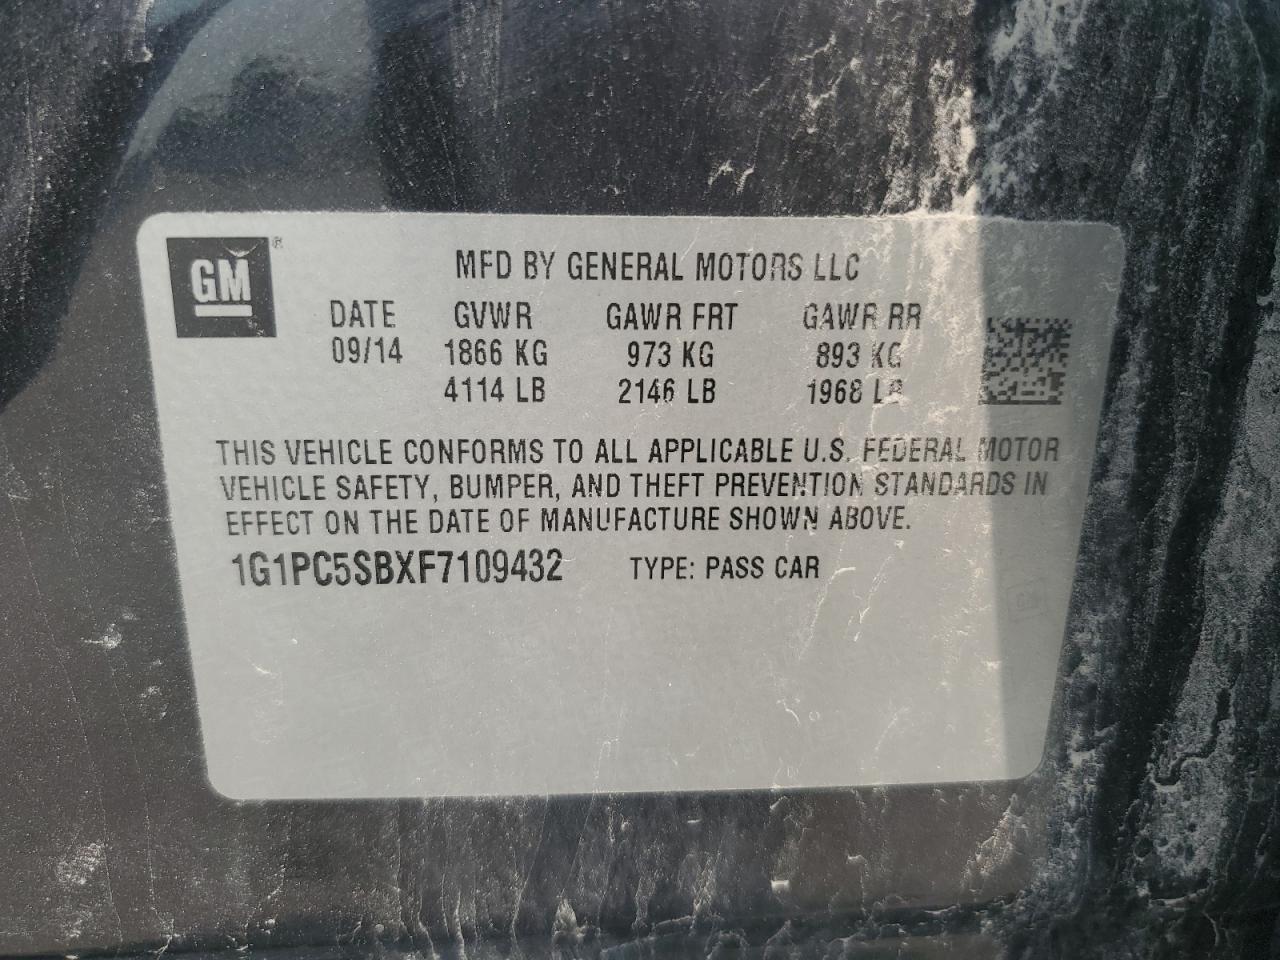 GM ®
MFD BY GENERAL MOTORS LLC
DATE GVWR GAWR FRT GAWR RR
09/14 1866 KG 973 KG 893 KG
4114 LB 2146 LB 1968 LB
THIS VEHICLE CONFORMS TO ALL APPLICABLE U.S. FEDERAL MOTOR
VEHICLE SAFETY, BUMPER, AND THEFT PREVENTION STANDARDS IN
EFFECT ON THE DATE OF MANUFACTURE SHOWN ABOVE.
1G1PC5SBXF7109432 TYPE: PASS CAR
GM